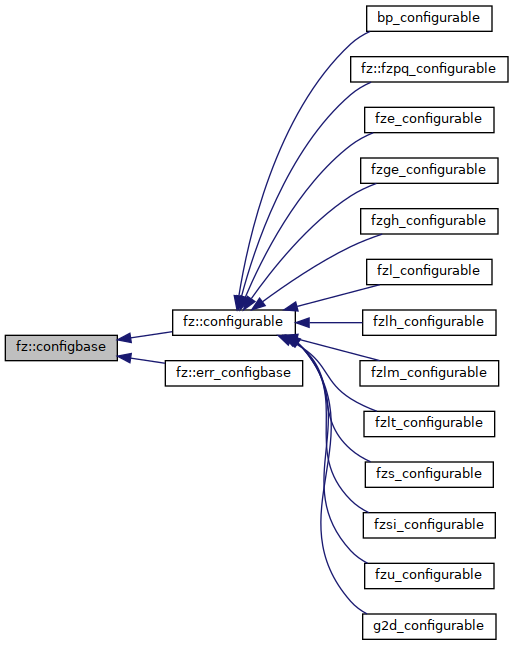 bp_configurable
fz::fzpq_configurable
fze_configurable
fzge_configurable
fzgh_configurable
fzl_configurable
fz::configurable
fzlh_configurable
fz::configbase
fz::err_configbase
fzlm_configurable
fzlt_configurable
fzs_configurable
fzsi_configurable
fzu_configurable
g2d_configurable